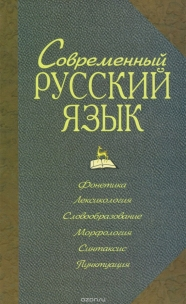 Современный
РУССКИЙ
ЯЗЫК
Фонетика
Лексикология
Словообразование
Морфология
Синтаксис
Пунктуация